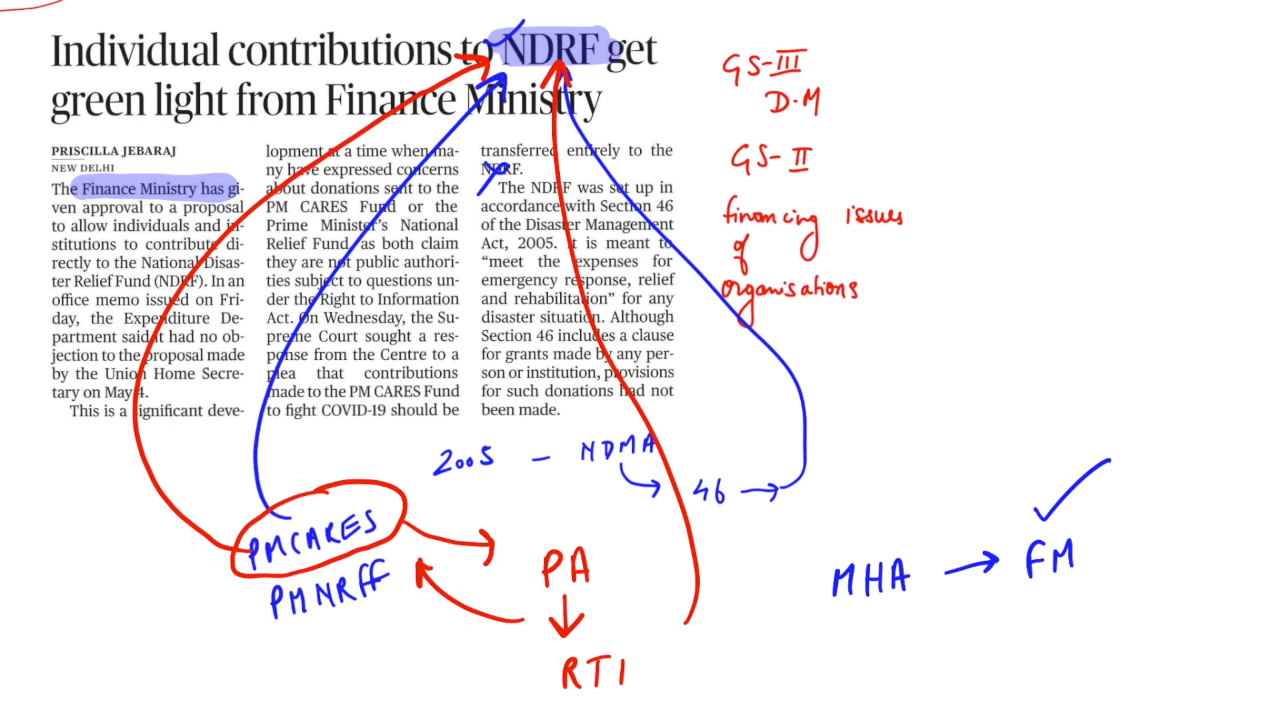 Individual contributions to NDRF get
green light from Finance Ministry
PRISCILLA JEBARAJ
NEW DELHI
The Finance Ministry has gi-
ven approval to a proposal
to allow individuals and in-
stitutions to contribute di-
rectly to the National Disas-
ter Relief Fund (NDRF). In an
office memo issued on Fri-
day, the Expenditure De-
partment said it had no ob-
jection to the proposal made
by the Union Home Secre-
tary on May 4.
This is a significant deve-
lopment at a time when ma-
ny have expressed concerns
about donations sent to the
PM CARES Fund or the
Prime Minister's National
Relief Fund, as both claim
they are not public authori-
ties subject to questions un-
der the Right to Information
Act. On Wednesday, the Su-
preme Court sought a res-
ponse from the Centre to a
plea that contributions
made to the PM CARES Fund
to fight COVID-19 should be
transferred entirely to the
NDRF.
The NDRF was set up in
accordance with Section 46
of the Disaster Management
Act, 2005. It is meant to
"meet the expenses for
emergency response, relief
and rehabilitation" for any
disaster situation. Although
Section 46 includes a clause
for grants made by any per-
son or institution, provisions
for such donations had not
been made.
GS-III
D.M
GS-II
financing issues
of
organisations
2005 - NDMA
46
PMCARES
PMNRff
PA
RTI
MHA → FM